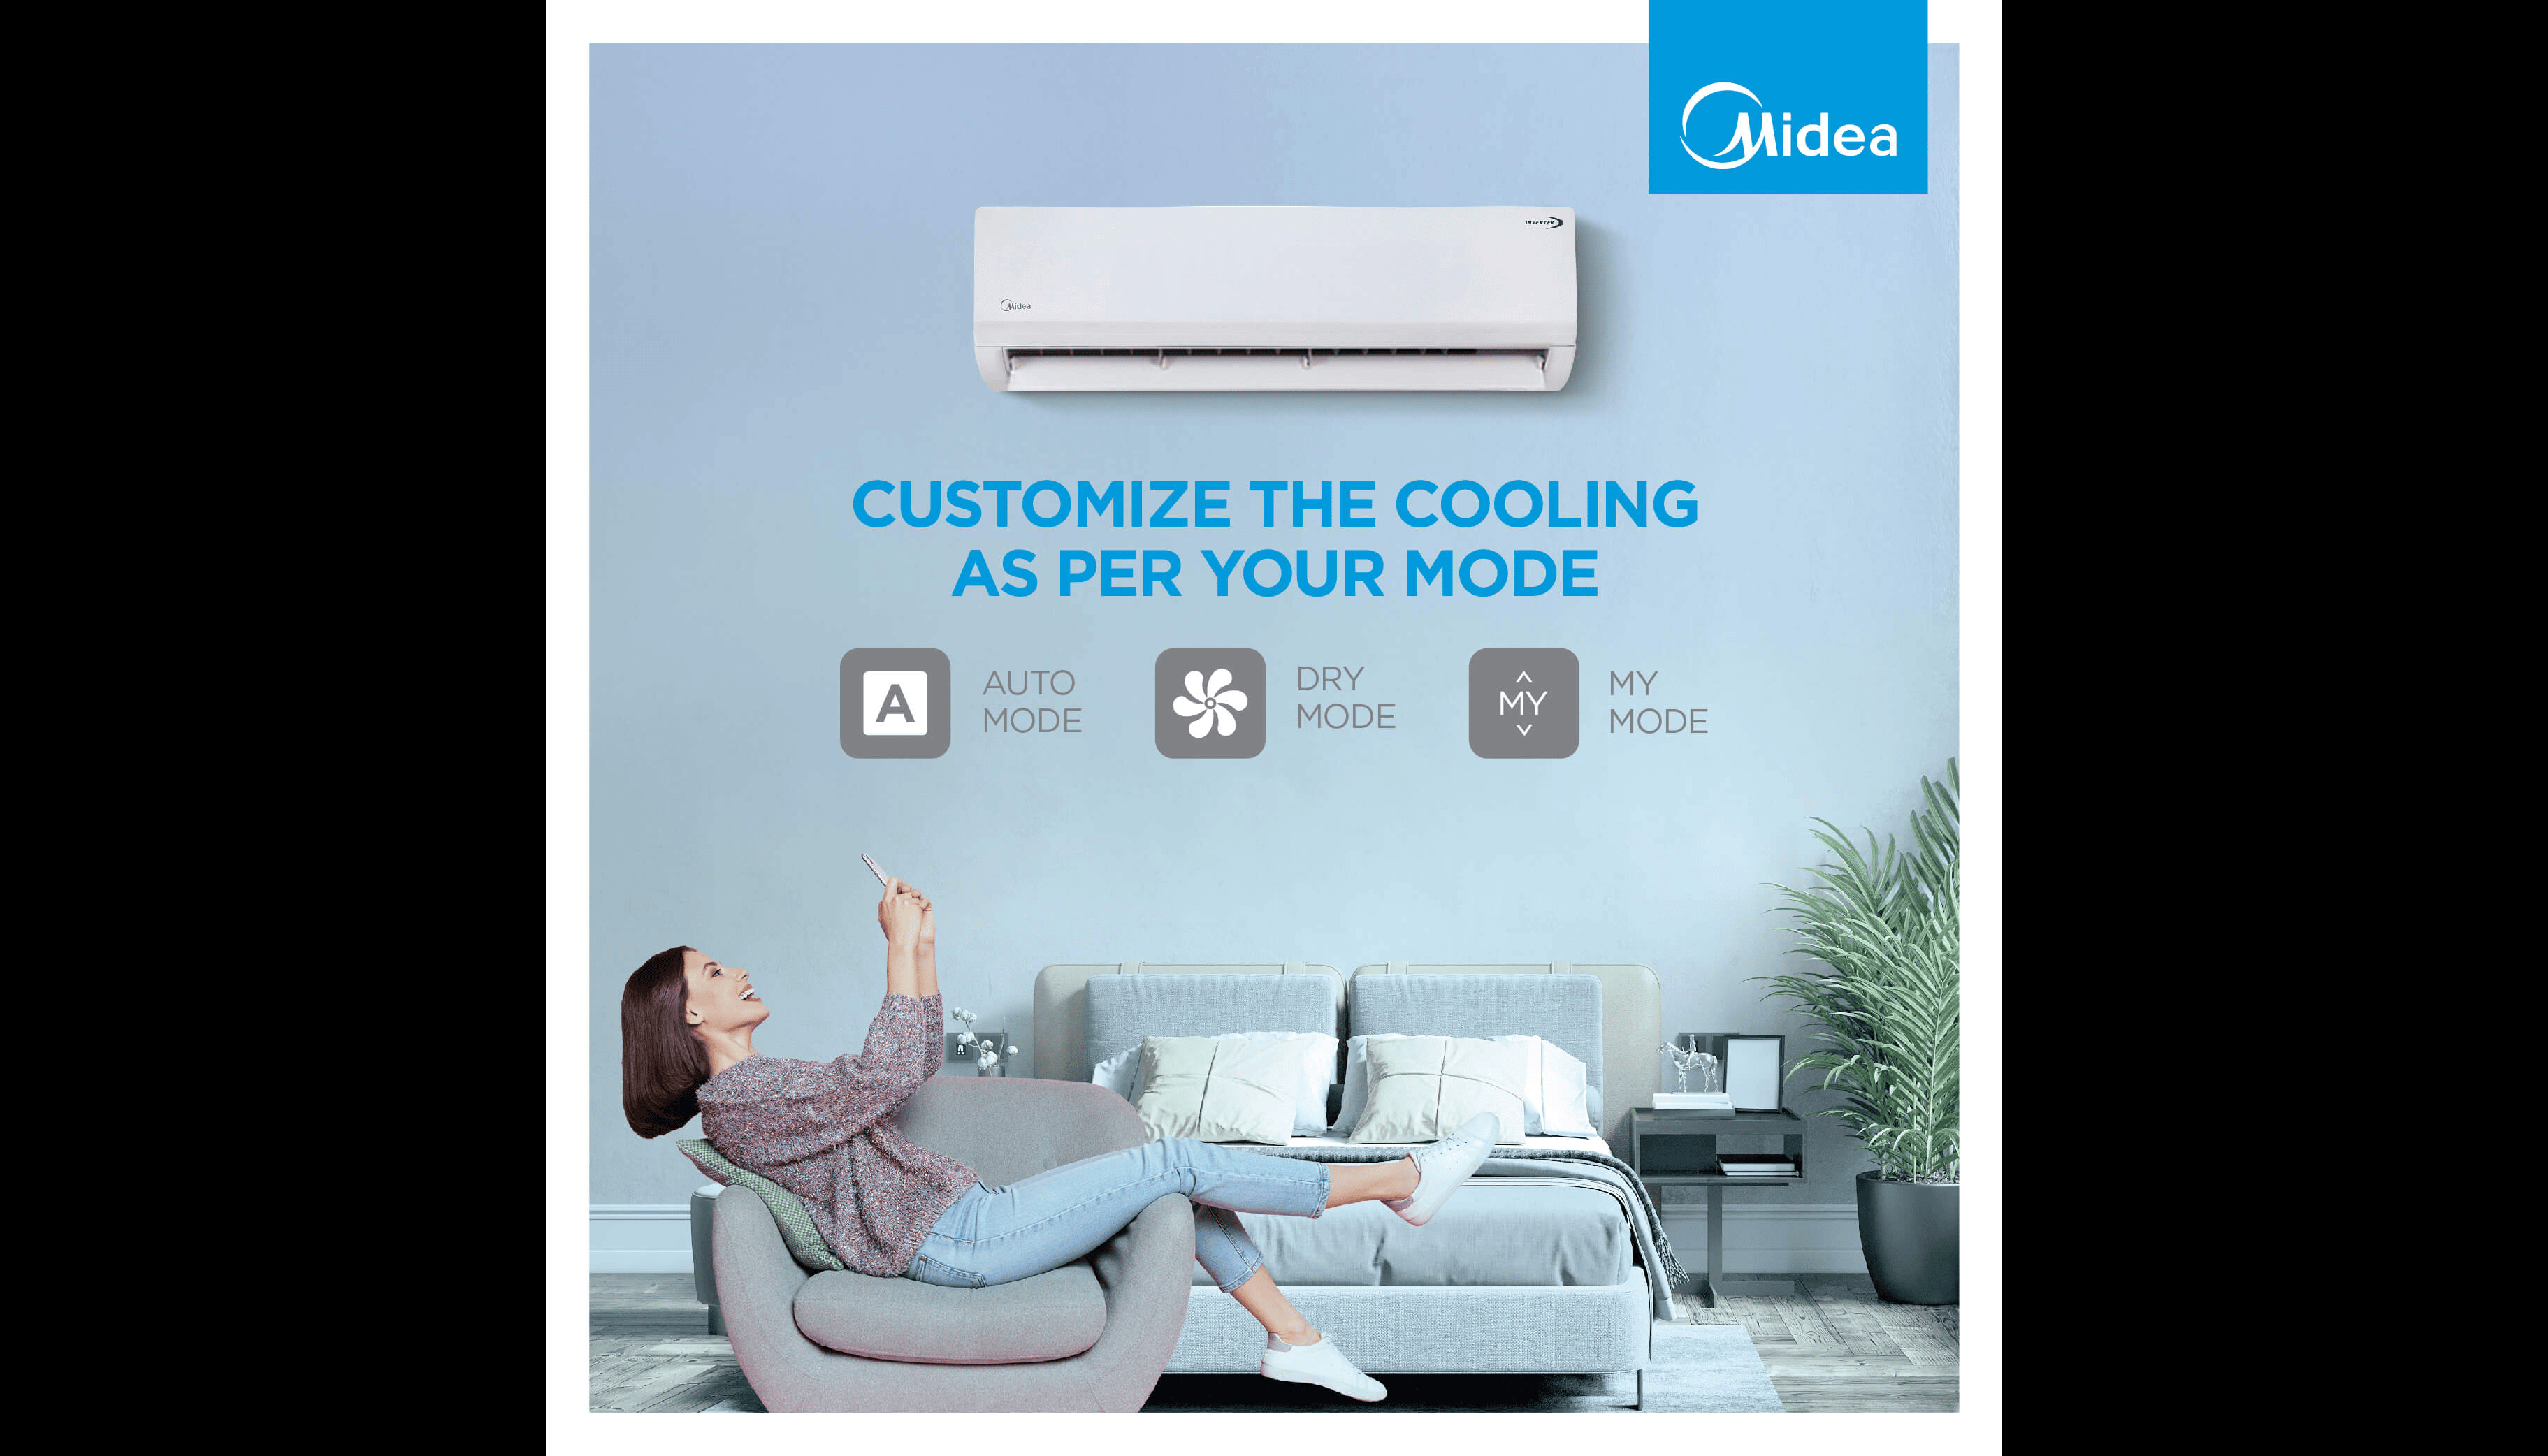 Midea
INVERTER
Midea
CUSTOMIZE THE COOLING
AS PER YOUR MODE
A
AUTO
MODE
DRY
MODE
MY
MY
MODE